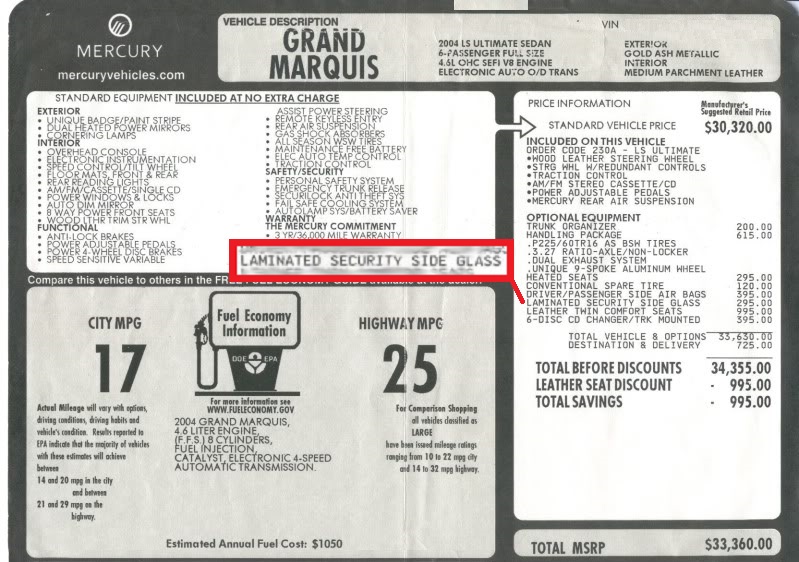 MERCURY
mercuryvehicles.com
VEHICLE DESCRIPTION
GRAND
MARQUIS
2004 LS ULTIMATE SEDAN
6-PASSENGER FULL SIZE
4.6L OHC SEFI V8 ENGINE
ELECTRONIC AUTO O/D TRANS
VIN
EXTERIOR
GOLD ASH METALLIC
INTERIOR
MEDIUM PARCHMENT LEATHER
STANDARD EQUIPMENT INCLUDED AT NO EXTRA CHARGE
EXTERIOR
• UNIQUE BADGE/PAINT STRIPE
• DUAL HEATED POWER MIRRORS
• CORNERING LAMPS
INTERIOR
• OVERHEAD CONSOLE
• ELECTRONIC INSTRUMENTATION
• SPEED CONTROL/TILT WHEEL
• FLOOR MATS, FRONT & REAR
• REAR READING LIGHTS
• AM/FM/CASSETTE/SINGLE CD
• POWER WINDOWS & LOCKS
• AUTO DIM MIRROR
• 8 WAY POWER FRONT SEATS
• WOOD LTHR TRIM STR WHL
FUNCTIONAL
• ANTI-LOCK BRAKES
• POWER ADJUSTABLE PEDALS
• POWER 4-WHEEL DISC BRAKES
• SPEED SENSITIVE VARIABLE
ASSIST POWER STEERING
• REMOTE KEYLESS ENTRY
• REAR AIR SUSPENSION
• GAS SHOCK ABSORBERS
• ALL SEASON WSW TIRES
• MAINTENANCE FREE BATTERY
• ELEC AUTO TEMP CONTROL
• TRACTION CONTROL
SAFETY/SECURITY
• PERSONAL SAFETY SYSTEM
• EMERGENCY TRUNK RELEASE
• SECURILOCK ANTI THEFT SYS
• FAIL SAFE COOLING SYSTEM
• AUTOLAMP SYS/BATTERY SAVER
WARRANTY
THE MERCURY COMMITMENT
• 3 YR/36,000 MILE WARRANTY
LAMINATED SECURITY SIDE GLASS
Compare this vehicle to others in the FREE FUEL ECONOMY GUIDE available at the dealer.
CITY MPG
17
Fuel Economy
Information
DOE EPA
HIGHWAY MPG
25
Actual Mileage will vary with options,
driving conditions, driving habits and
vehicle's condition. Results reported to
EPA indicate that the majority of vehicles
with these estimates will achieve
between
14 and 20 mpg in the city
and between
21 and 29 mpg on the
highway.
For more information see
WWW.FUELECONOMY.GOV
2004 GRAND MARQUIS,
4.6 LITER ENGINE,
(F.F.S.) 8 CYLINDERS,
FUEL INJECTION,
CATALYST, ELECTRONIC 4-SPEED
AUTOMATIC TRANSMISSION.
For Comparison Shopping
all vehicles classified as
LARGE
have been issued mileage ratings
ranging from 10 to 22 mpg city
and 14 to 32 mpg highway.
Estimated Annual Fuel Cost: $1050
PRICE INFORMATION
Manufacturer's
Suggested Retail Price
STANDARD VEHICLE PRICE $30,320.00
INCLUDED ON THIS VEHICLE
ORDER CODE 230A - LS ULTIMATE
•WOOD LEATHER STEERING WHEEL
•STRG WHL W/REDUNDANT CONTROLS
•TRACTION CONTROL
•AM/FM STEREO CASSETTE/CD
•POWER ADJUSTABLE PEDALS
•MERCURY REAR AIR SUSPENSION
OPTIONAL EQUIPMENT
TRUNK ORGANIZER 200.00
HANDLING PACKAGE 615.00
.P225/60TR16 AS BSW TIRES
.3.27 RATIO-AXLE/NON-LOCKER
.DUAL EXHAUST SYSTEM
.UNIQUE 9-SPOKE ALUMINUM WHEEL
HEATED SEATS 295.00
CONVENTIONAL SPARE TIRE 120.00
DRIVER/PASSENGER SIDE AIR BAGS 395.00
LAMINATED SECURITY SIDE GLASS 295.00
LEATHER TWIN COMFORT SEATS 995.00
6-DISC CD CHANGER/TRK MOUNTED 395.00
TOTAL VEHICLE & OPTIONS 33,630.00
DESTINATION & DELIVERY 725.00
TOTAL BEFORE DISCOUNTS 34,355.00
LEATHER SEAT DISCOUNT - 995.00
TOTAL SAVINGS - 995.00
TOTAL MSRP $33,360.00